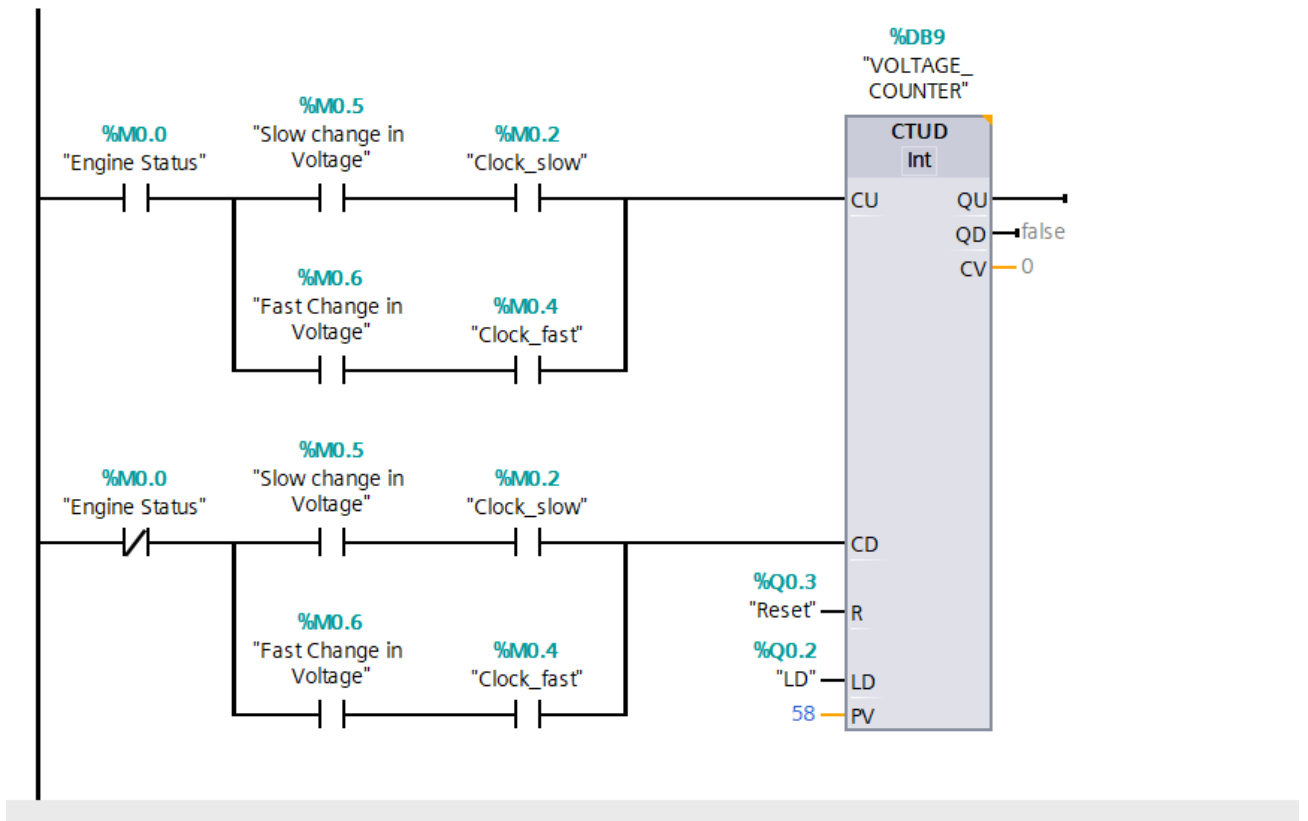 %DB9
"VOLTAGE_
COUNTER"
%M0.5
%M0.0
"Slow change in
%M0.2
"Engine Status"
Voltage"
"Clock_slow"
CTUD
Int
CU
QU
QD
false
CV
0
%M0.6
"Fast Change in
%M0.4
Voltage"
"Clock_fast"
%M0.5
%M0.0
"Slow change in
%M0.2
"Engine Status"
Voltage"
"Clock_slow"
CD
%Q0.3
"Reset"
R
%M0.6
"Fast Change in
%M0.4
Voltage"
"Clock_fast"
%Q0.2
"LD"
LD
58
PV